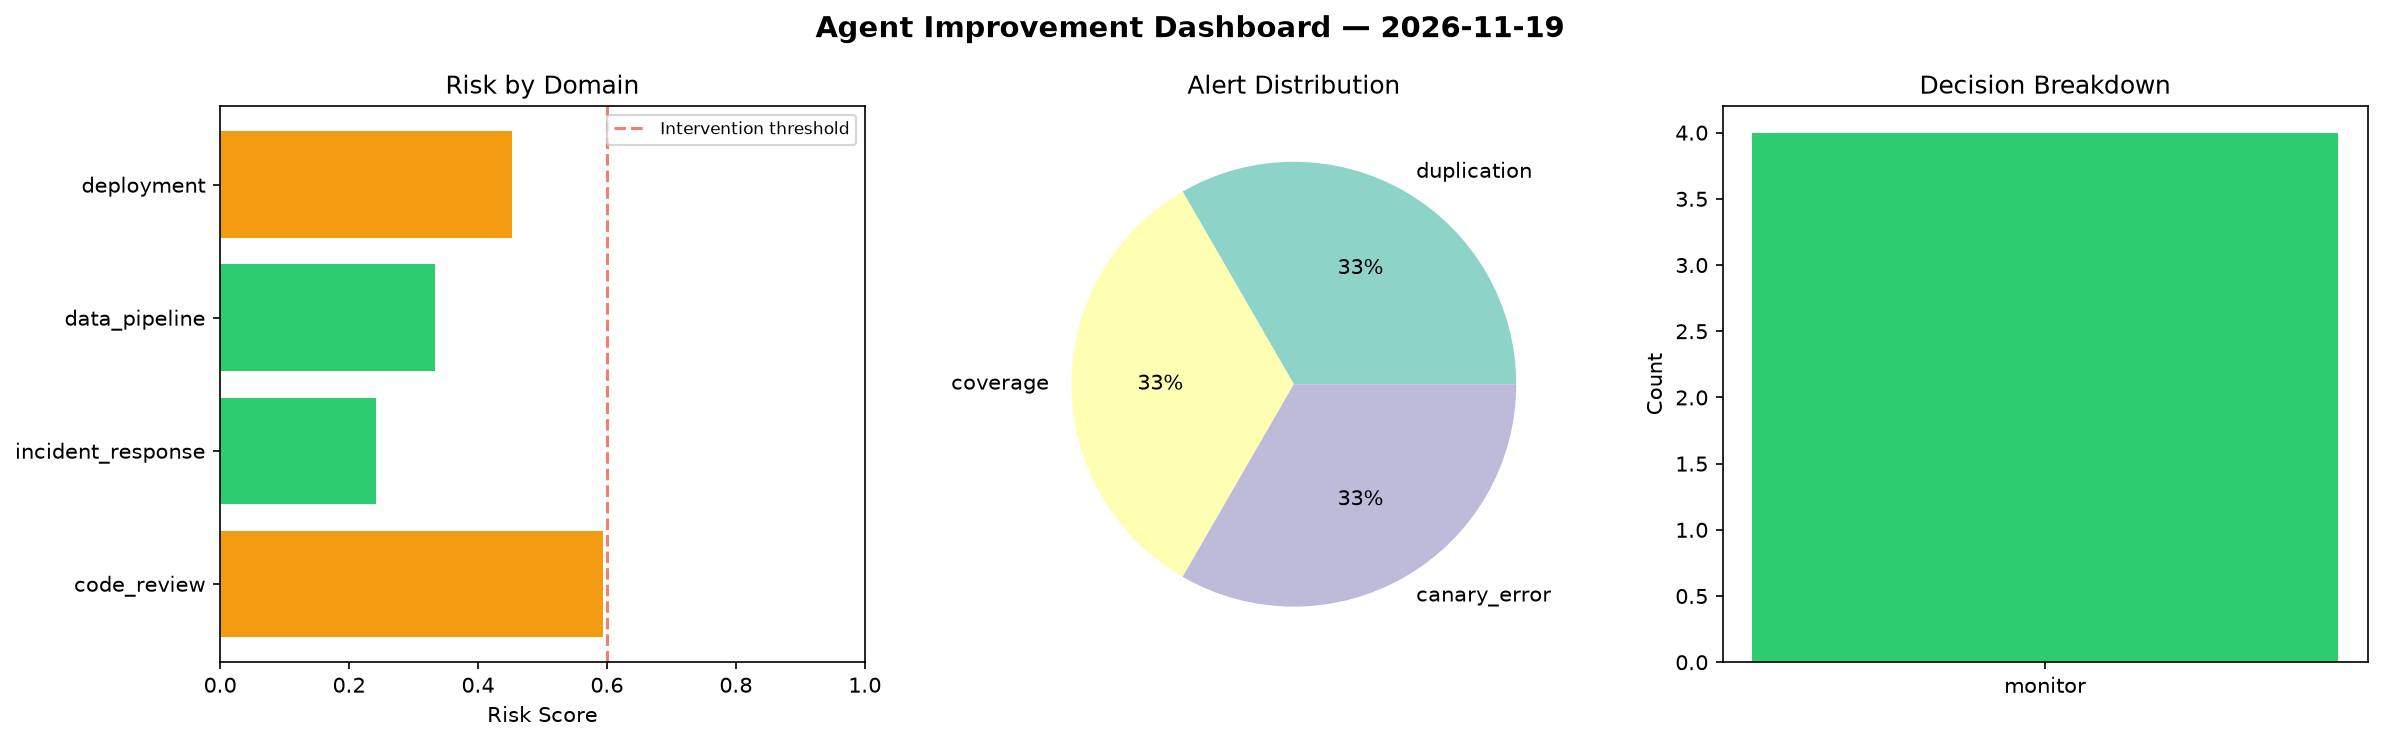 Agent Improvement Dashboard — 2026-11-19
Risk by Domain
Intervention threshold
deployment
data_pipeline
incident_response
code_review
0.0 0.2 0.4 0.6 0.8 1.0
Risk Score
Alert Distribution
duplication
33%
coverage
33%
33%
canary_error
Decision Breakdown
4.0
3.5
3.0
2.5
2.0
1.5
1.0
0.5
0.0
Count
monitor